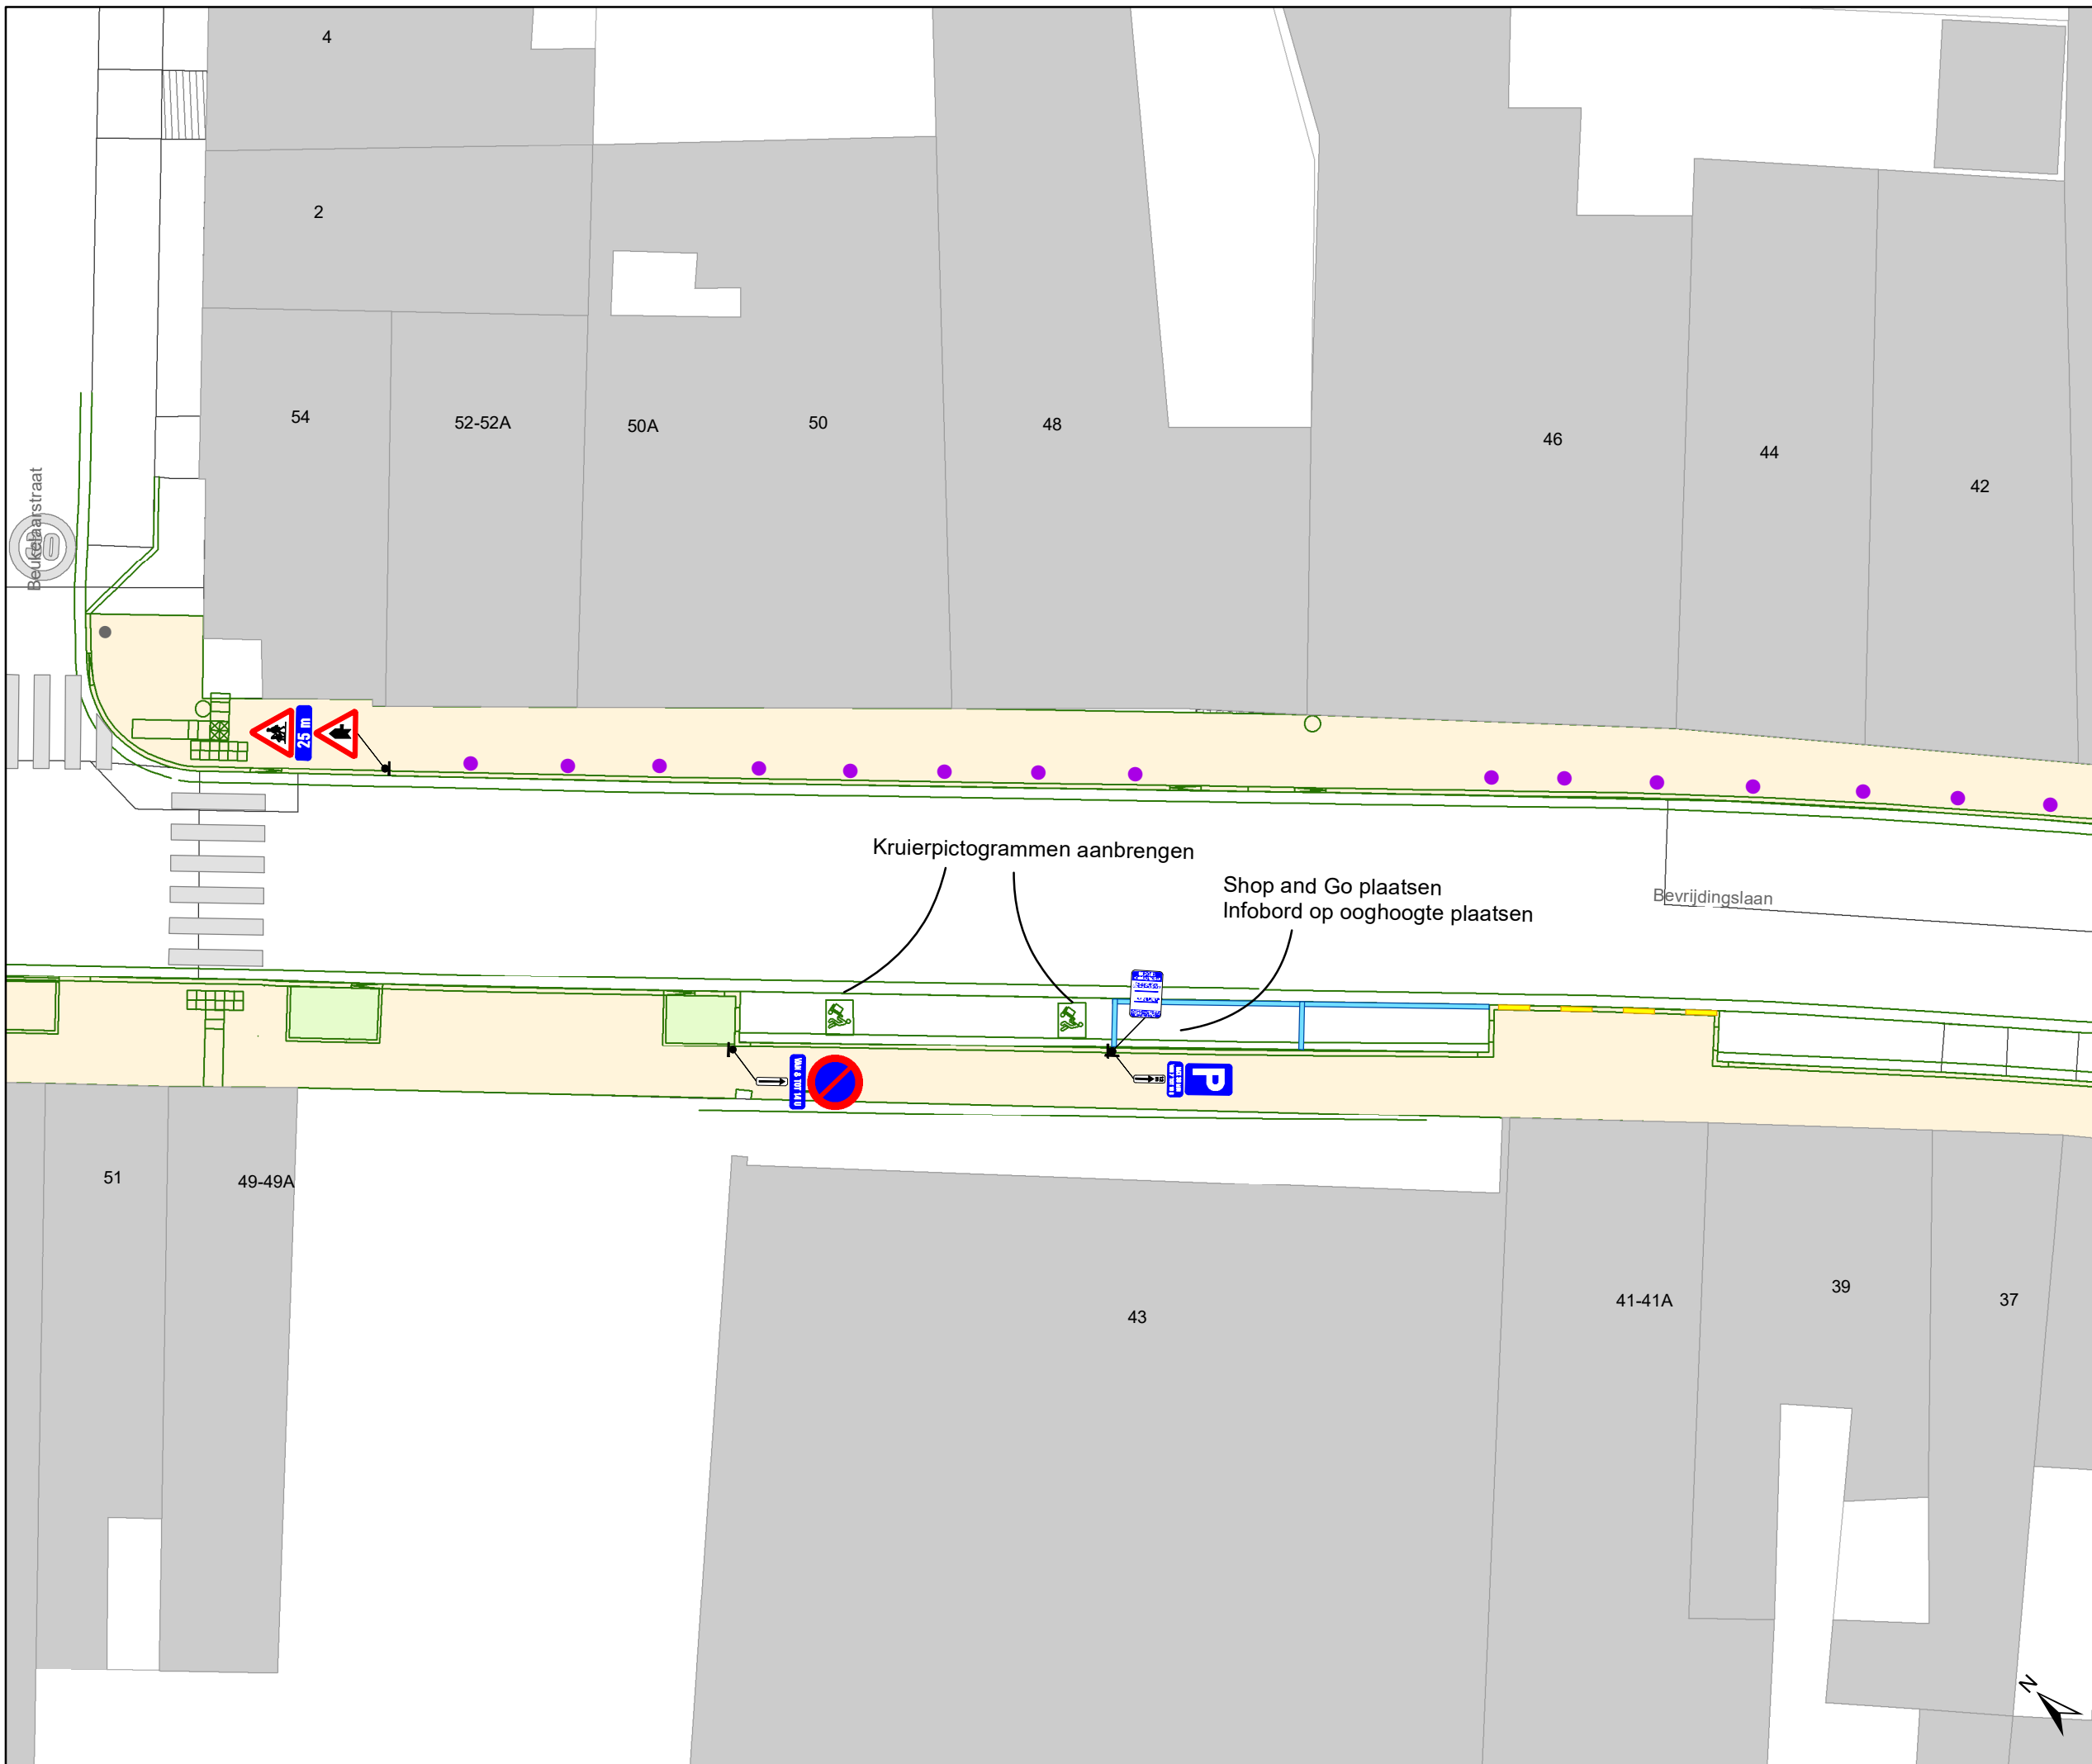 4
2
54
52-52A
50A
50
48
46
44
42
Beukelaarstraat
25 m
Kruierpictogrammen aanbrengen
Shop and Go plaatsen
Infobord op ooghoogte plaatsen
Bevrijdingslaan
P
51
49-49A
43
41-41A
39
37
N